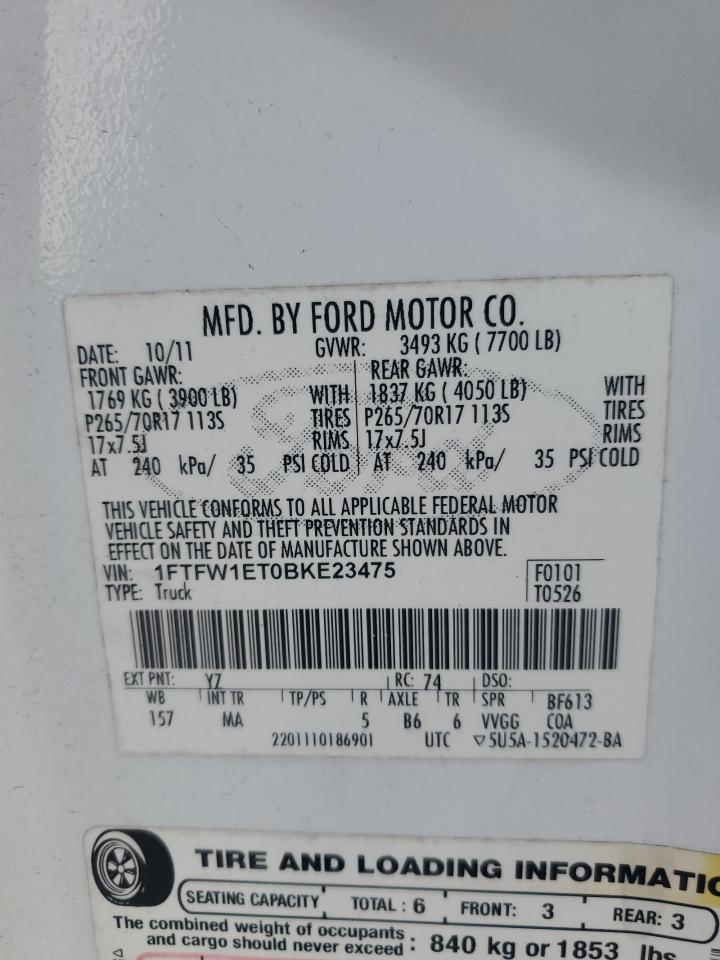 MFD. BY FORD MOTOR CO.
DATE: 10/11 GVWR: 3493 KG ( 7700 LB)
FRONT GAWR: REAR GAWR:
1769 KG ( 3900 LB) WITH 1837 KG ( 4050 LB) WITH
P265/70R17 113S TIRES P265/70R17 113S TIRES
17x7.5J RIMS 17x7.5J RIMS
AT 240 kPa/ 35 PSI COLD AT 240 kPa/ 35 PSI COLD
Ford
THIS VEHICLE CONFORMS TO ALL APPLICABLE FEDERAL MOTOR
VEHICLE SAFETY AND THEFT PREVENTION STANDARDS IN
EFFECT ON THE DATE OF MANUFACTURE SHOWN ABOVE.
VIN: 1FTFW1ET0BKE23475 F0101
TYPE: Truck T0526
EXT PNT: YZ RC: 74 DSO:
WB INT TR TP/PS R AXLE TR SPR BF613
157 MA 5 B6 6 VVGG COA
2201110186901 UTC ▽5U5A-1520472-BA
TIRE AND LOADING INFORMATIO
SEATING CAPACITY TOTAL : 6 FRONT: 3 REAR: 3
The combined weight of occupants
and cargo should never exceed : 840 kg or 1853 lbs